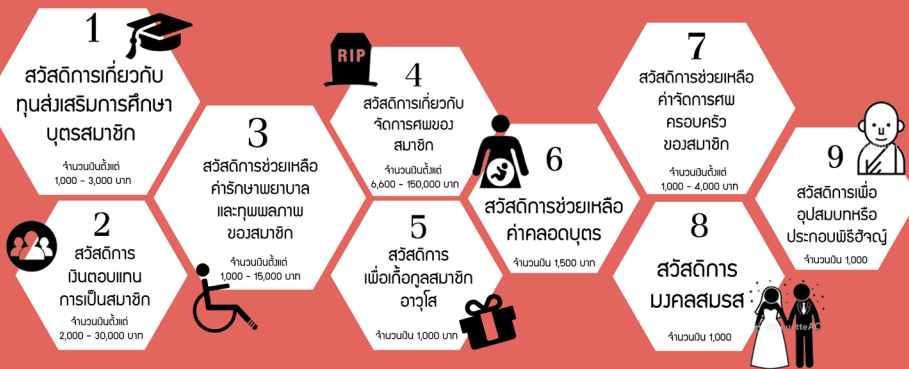 1
สวัสดิการเกี่ยวกับ
ทุนส่งเสริมการศึกษา
บุตรสมาชิก
จำนวนเงินตั้งแต่
1,000 - 3,000 บาท
2
สวัสดิการ
เงินตอบแทน
การเป็นสมาชิก
จำนวนเงินตั้งแต่
2,000 - 30,000 บาท
3
สวัสดิการช่วยเหลือ
ค่ารักษาพยาบาล
และทุพพลภาพ
ของสมาชิก
จำนวนเงินตั้งแต่
1,000 - 15,000 บาท
RIP
4
สวัสดิการเกี่ยวกับ
จัดการศพของ
สมาชิก
จำนวนเงินตั้งแต่
6,600 - 150,000 บาท
5
สวัสดิการ
เพื่อเกื้อกูลสมาชิก
อาวุโส
จำนวนเงิน 1,000 บาท
6
สวัสดิการช่วยเหลือ
ค่าคลอดบุตร
จำนวนเงิน 1,500 บาท
7
สวัสดิการช่วยเหลือ
ค่าจัดการศพ
ครอบครัว
ของสมาชิก
จำนวนเงินตั้งแต่
1,000 - 4,000 บาท
8
สวัสดิการ
มงคลสมรส
จำนวนเงิน 1,000
9
สวัสดิการเพื่อ
อุปสมบทหรือ
ประกอบพิธีฮัจญ์
จำนวนเงิน 1,000